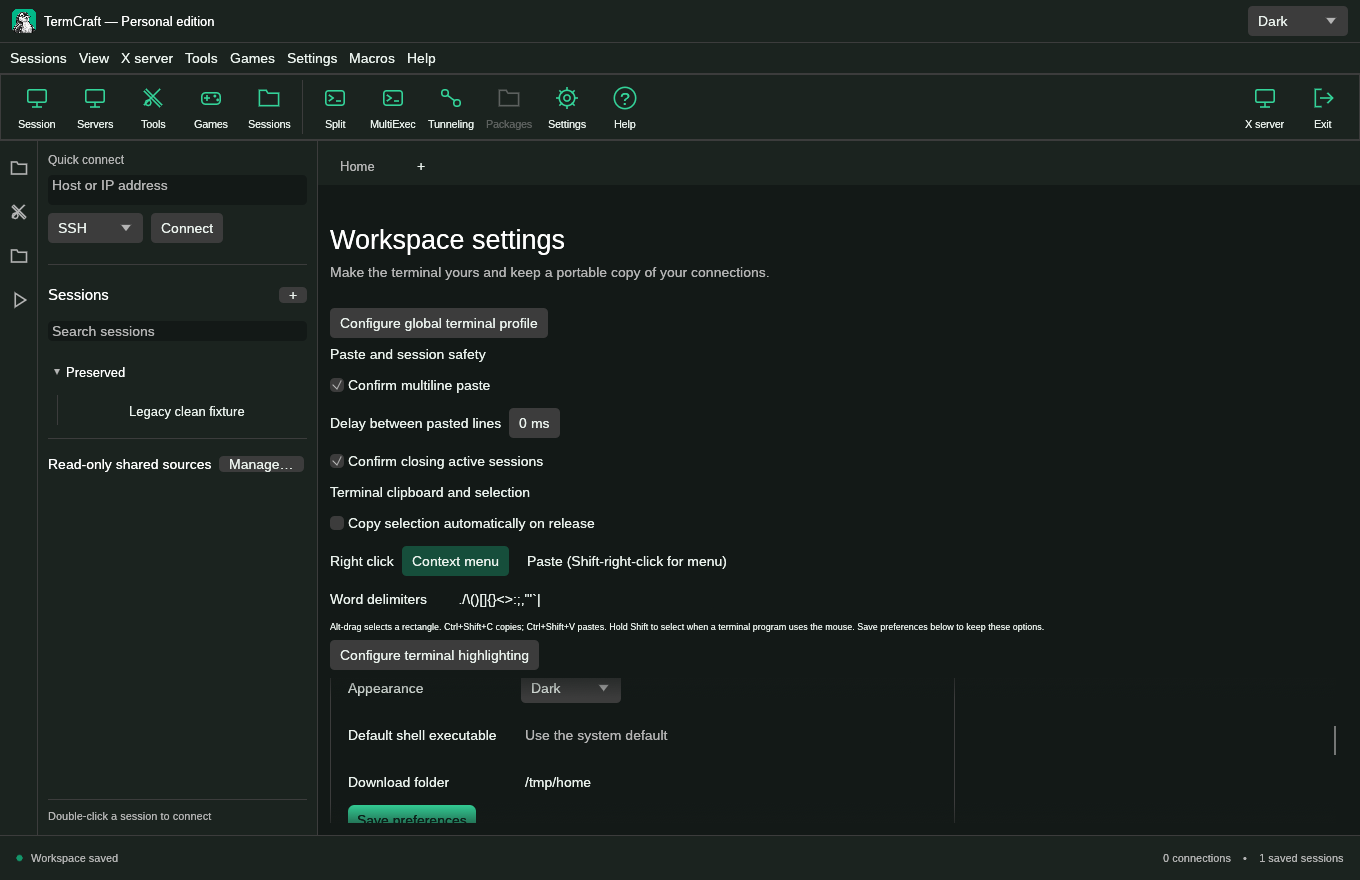 TermCraft — Personal edition
Dark
Sessions View X server Tools Games Settings Macros Help
Session Servers Tools Games Sessions Split MultiExec Tunneling Packages Settings Help X server Exit
Quick connect
Host or IP address
SSH Connect
Sessions +
Search sessions
Preserved
Legacy clean fixture
Read-only shared sources Manage…
Double-click a session to connect
Home +
Workspace settings
Make the terminal yours and keep a portable copy of your connections.
Configure global terminal profile
Paste and session safety
Confirm multiline paste
Delay between pasted lines 0 ms
Confirm closing active sessions
Terminal clipboard and selection
Copy selection automatically on release
Right click Context menu Paste (Shift-right-click for menu)
Word delimiters ./\()[]{}<>:;,"'`|
Alt-drag selects a rectangle. Ctrl+Shift+C copies; Ctrl+Shift+V pastes. Hold Shift to select when a terminal program uses the mouse. Save preferences below to keep these options.
Configure terminal highlighting
Appearance Dark
Default shell executable Use the system default
Download folder /tmp/home
Save preferences
Workspace saved
0 connections • 1 saved sessions